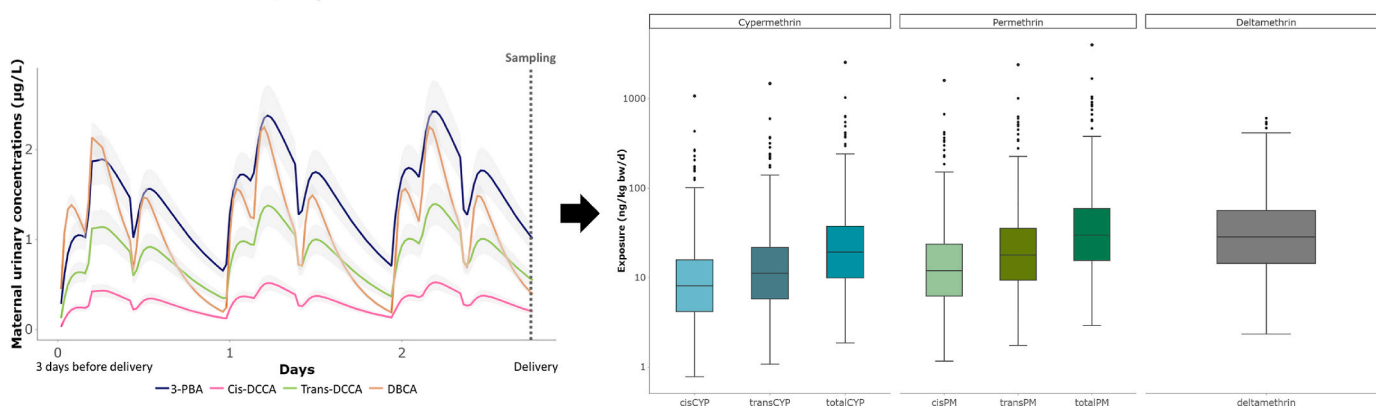 Maternal urinary concentrations (µg/L)
2
1
0
Sampling
0
1
2
3 days before delivery
Days
Delivery
3-PBA
Cis-DCCA
Trans-DCCA
DBCA
Exposure (ng/kg bw/d)
1000
100
10
1
Cypermethrin
Permethrin
Deltamethrin
cisCYP
transCYP
totalCYP
cisPM
transPM
totalPM
deltamethrin